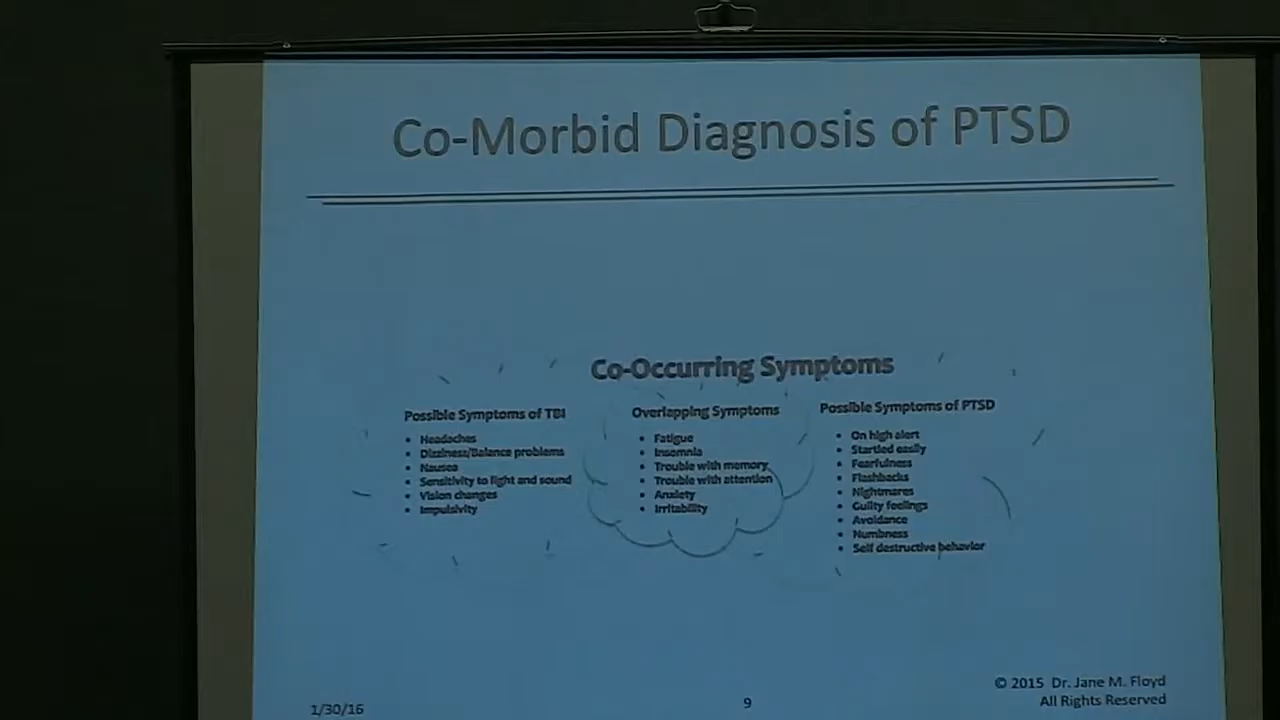 Co-Morbid Diagnosis of PTSD
Co-Occurring Symptoms
Possible Symptoms of TBI
• Headaches
• Dizziness/Balance problems
• Nausea
• Sensitivity to light and sound
• Vision changes
• Impulsivity
Overlapping Symptoms
• Fatigue
• Insomnia
• Trouble with memory
• Trouble with attention
• Anxiety
• Irritability
Possible Symptoms of PTSD
• On high alert
• Startled easily
• Fearfulness
• Flashbacks
• Nightmares
• Guilty feelings
• Avoidance
• Numbness
• Self destructive behavior
1/30/16
9
© 2015 Dr. Jane M. Floyd
All Rights Reserved